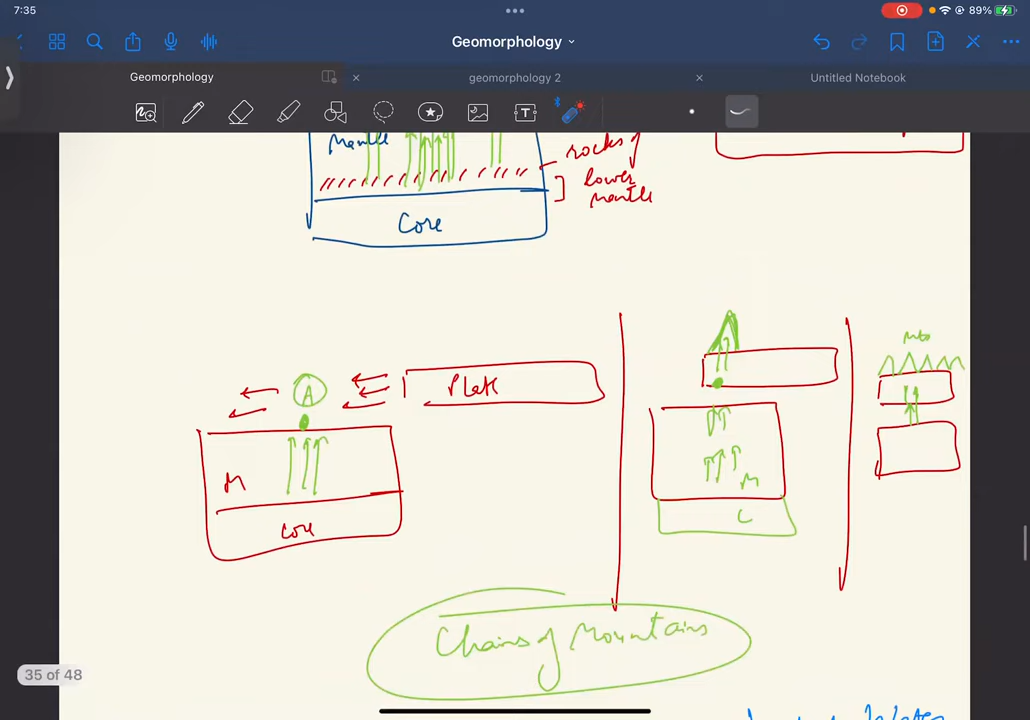 7:35
89%
Geomorphology
Geomorphology
geomorphology 2
Untitled Notebook
Mantle
rocks of
lower
mantle
Core
A
Plate
M
Core
M
C
Mts
Chains of Mountains
35 of 48